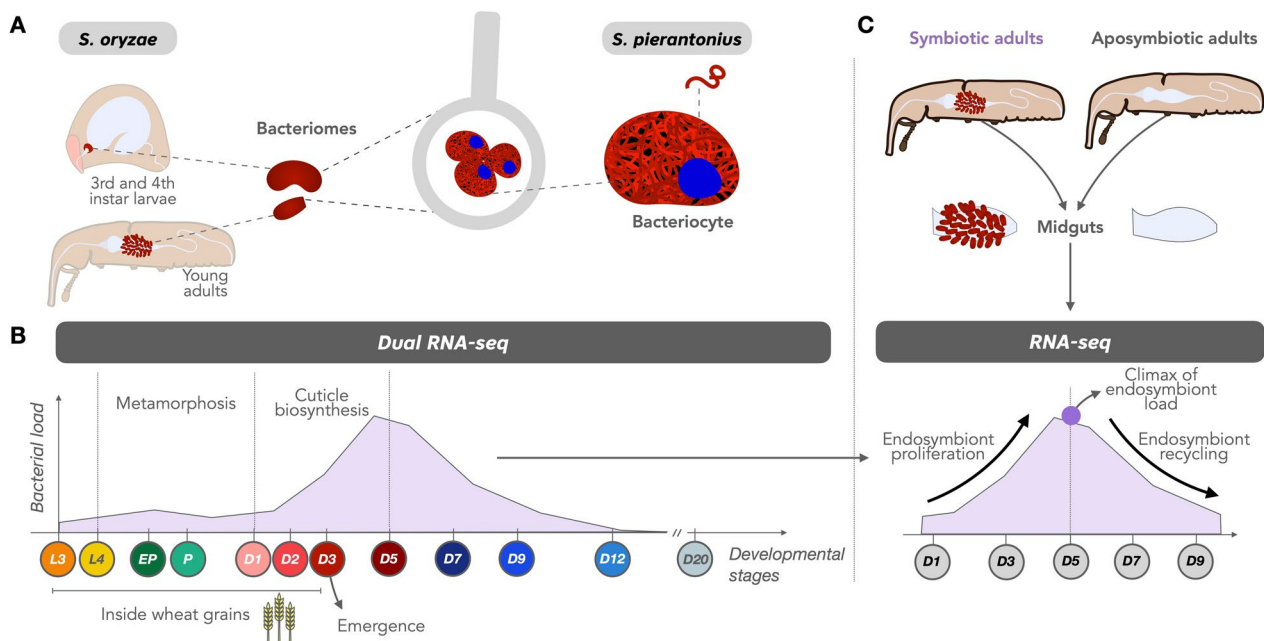 A
S. oryzae
S. pierantonius
Bacteriomes
3rd and 4th
instar larvae
Young
adults
Bacteriocyte
B
Dual RNA-seq
Bacterial load
Metamorphosis
Cuticle
biosynthesis
L3
L4
EP
P
D1
D2
D3
D5
D7
D9
D12
//
D20
Developmental
stages
Inside wheat grains
Emergence
C
Symbiotic adults
Aposymbiotic adults
Midguts
RNA-seq
Climax of
endosymbiont
load
Endosymbiont
proliferation
Endosymbiont
recycling
D1
D3
D5
D7
D9